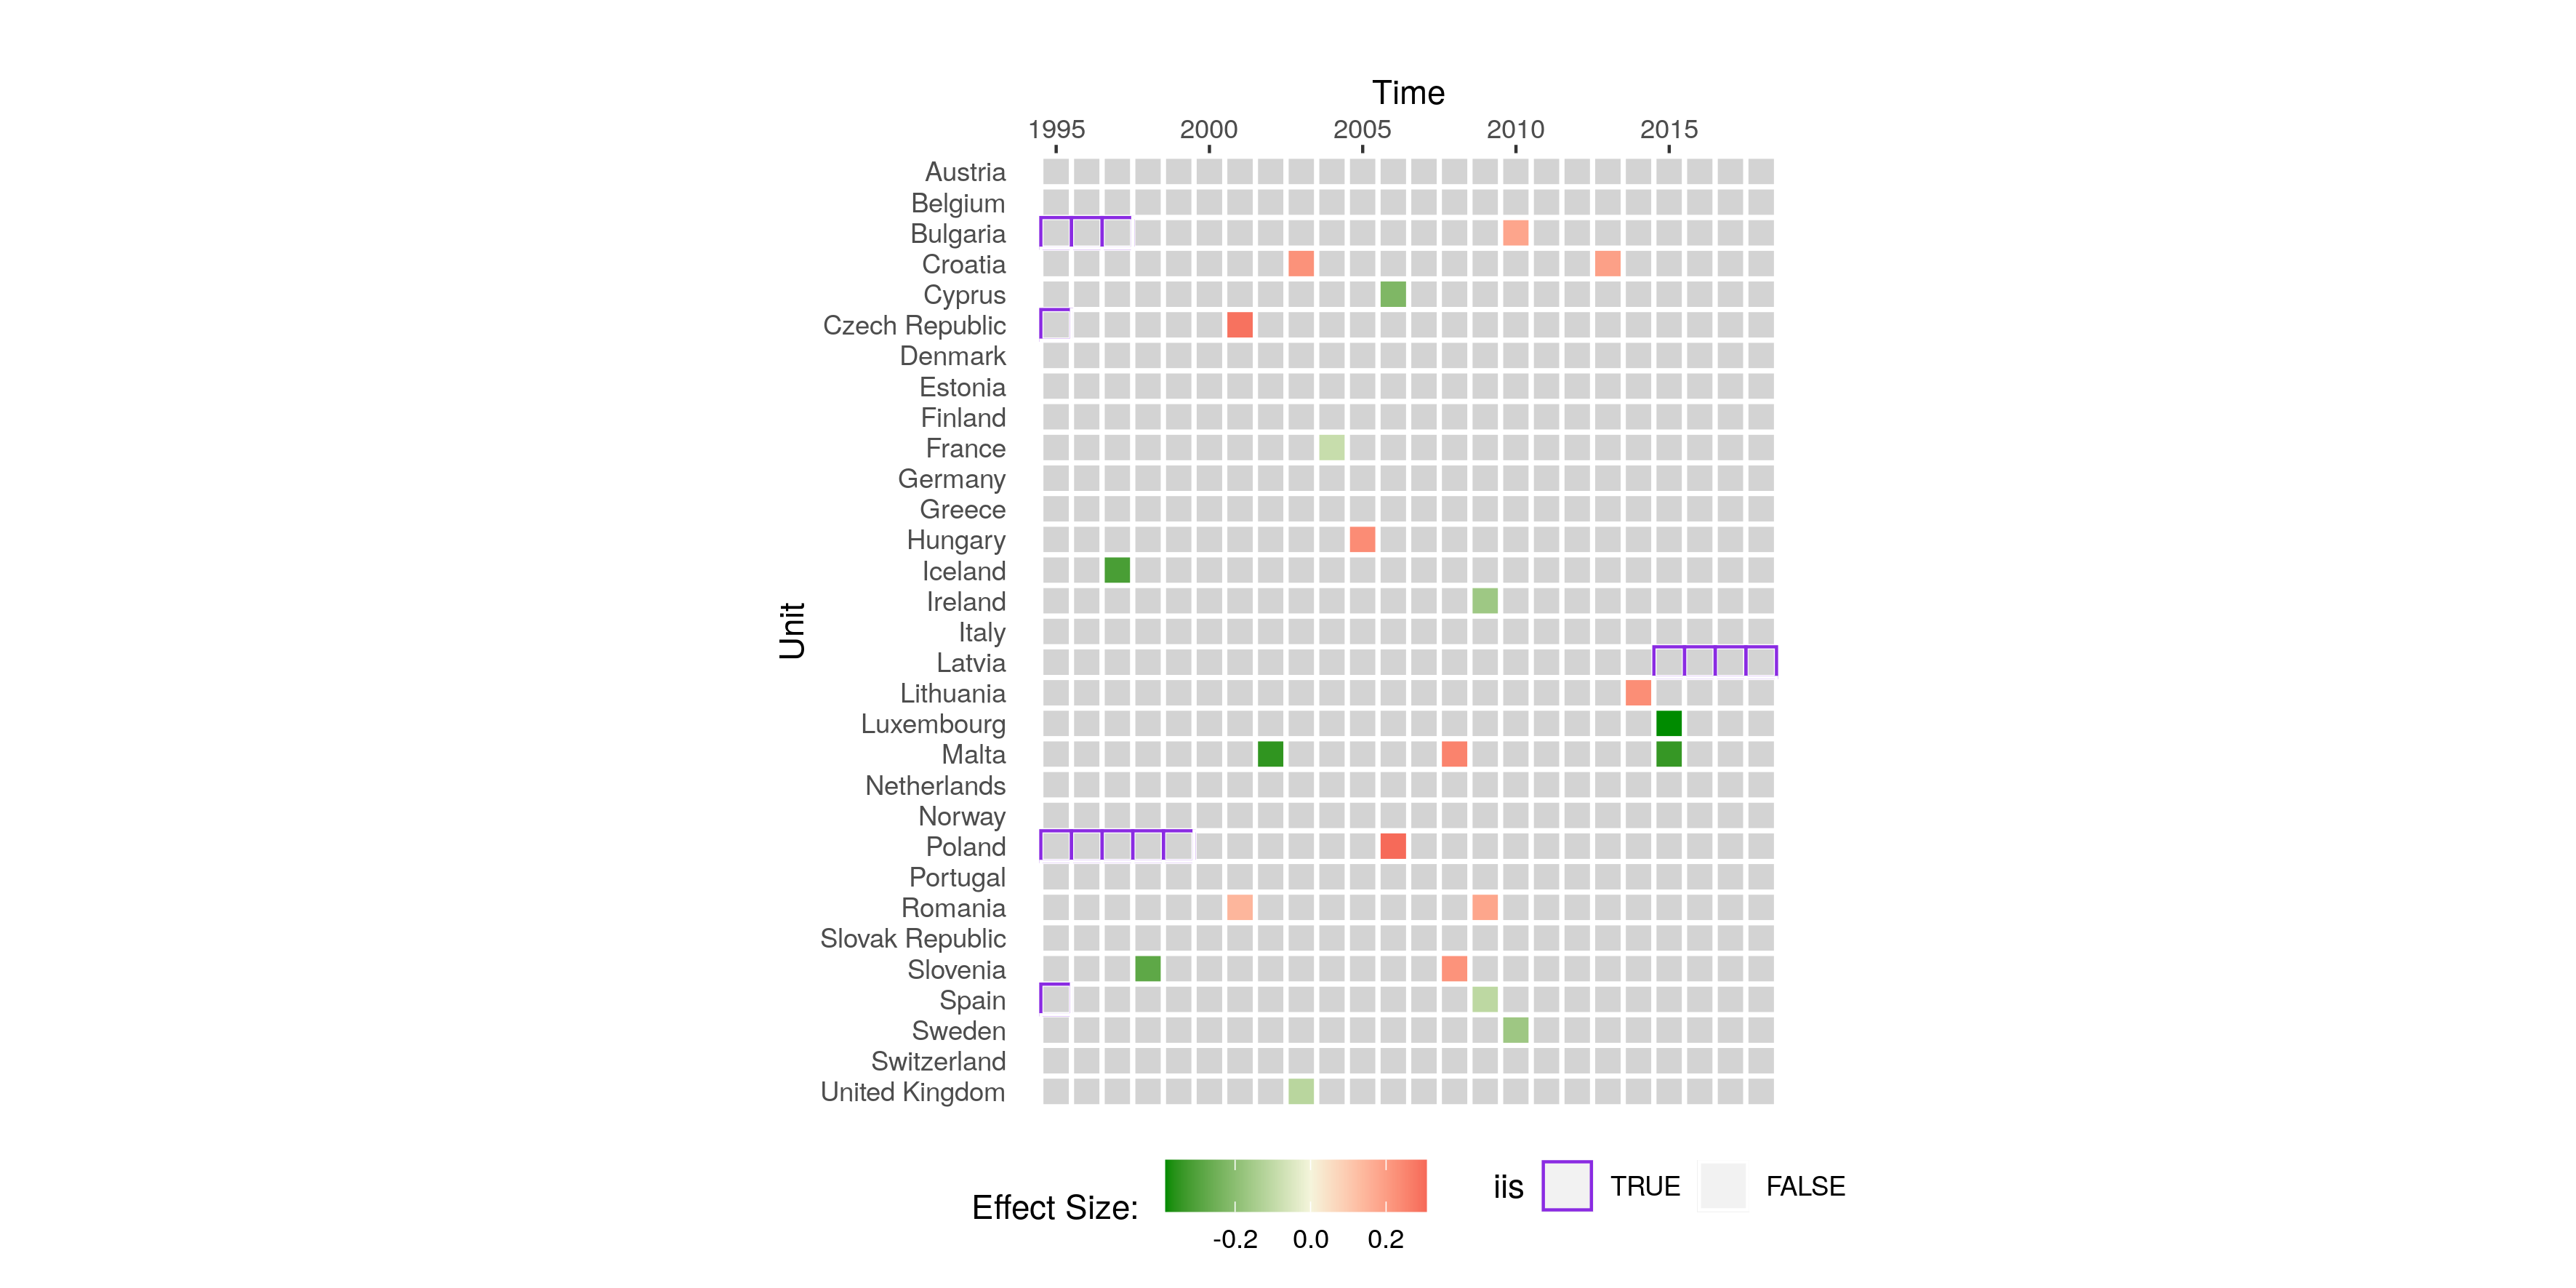 Time
1995 2000 2005 2010 2015
Austria
Belgium
Bulgaria
Croatia
Cyprus
Czech Republic
Denmark
Estonia
Finland
France
Germany
Greece
Hungary
Iceland
Ireland
Italy
Latvia
Lithuania
Luxembourg
Malta
Netherlands
Norway
Poland
Portugal
Romania
Slovak Republic
Slovenia
Spain
Sweden
Switzerland
United Kingdom
Unit
Effect Size:
-0.2 0.0 0.2
iis TRUE FALSE